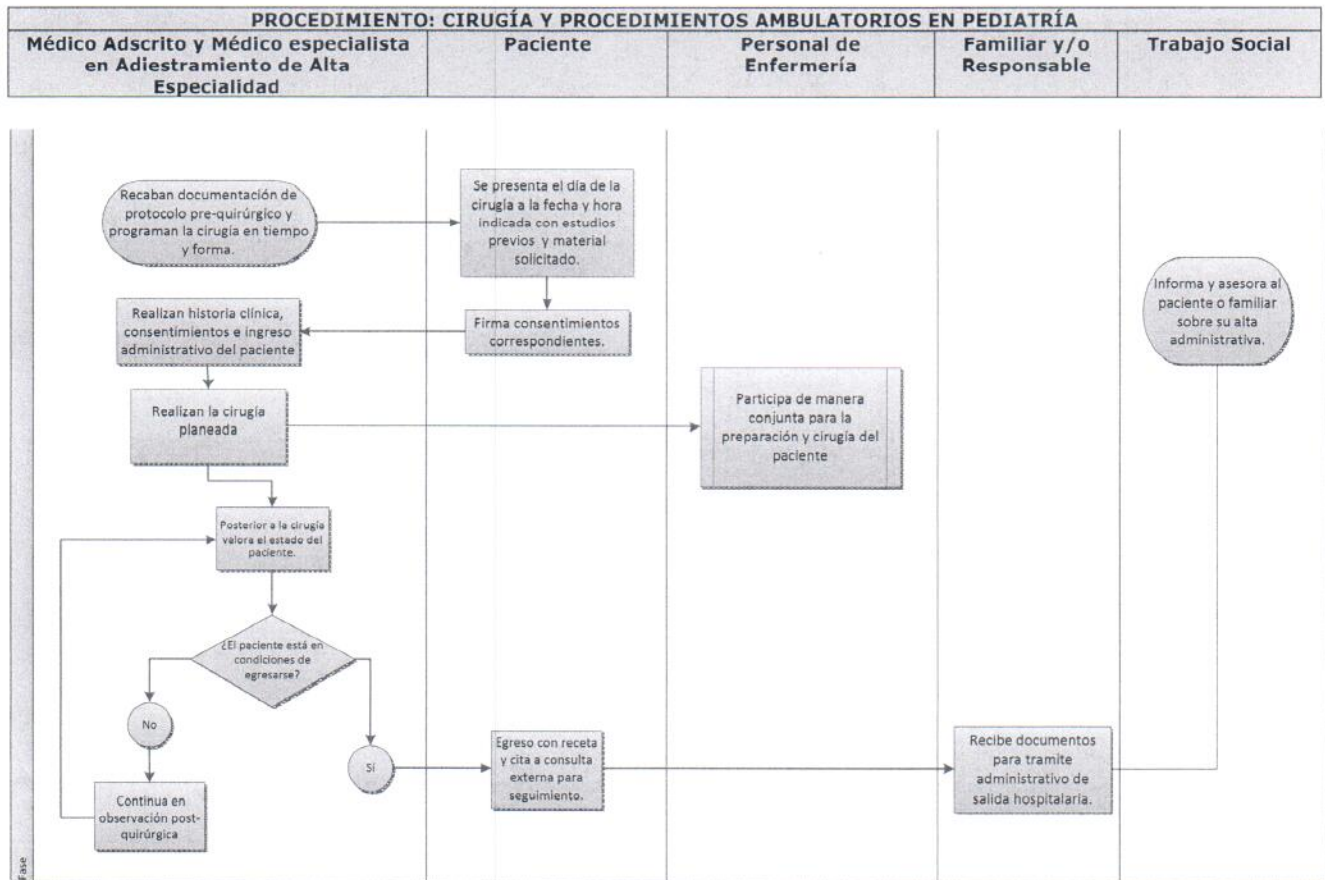 PROCEDIMIENTO: CIRUGÍA Y PROCEDIMIENTOS AMBULATORIOS EN PEDIATRÍA
Médico Adscrito y Médico especialista
en Adiestramiento de Alta
Especialidad
Paciente
Personal de
Enfermería
Familiar y/o
Responsable
Trabajo Social
Recaban documentación de
protocolo pre-quirúrgico y
programan la cirugía en tiempo
y forma.
Se presenta el día de la
cirugía a la fecha y hora
indicada con estudios
previos y material
solicitado.
Informa y asesora al
paciente o familiar
sobre su alta
administrativa.
Realizan historia clínica,
consentimientos e ingreso
administrativo del paciente
Firma consentimientos
correspondientes.
Realizan la cirugía
planeada
Participa de manera
conjunta para la
preparación y cirugía del
paciente
Posterior a la cirugía
valora el estado del
paciente.
¿El paciente está en
condiciones de
egresarse?
No
Si
Egreso con receta
y cita a consulta
externa para
seguimiento.
Recibe documentos
para tramite
administrativo de
salida hospitalaria.
Continua en
observación post-
quirúrgica
Fase